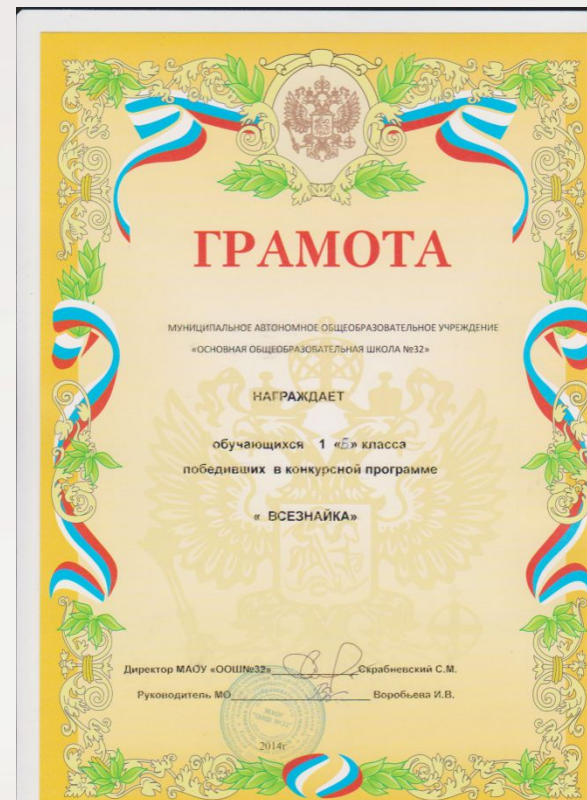 ГРАМОТА
МУНИЦИПАЛЬНОЕ АВТОНОМНОЕ ОБЩЕОБРАЗОВАТЕЛЬНОЕ УЧРЕЖДЕНИЕ
«ОСНОВНАЯ ОБЩЕОБРАЗОВАТЕЛЬНАЯ ШКОЛА №32»
НАГРАЖДАЕТ
обучающихся 1 «Б» класса
победивших в конкурсной программе
« ВСЕЗНАЙКА»
Директор МАОУ «ООШ№32» Скрабневский С.М.
Руководитель МО Воробьева И.В.
2014г